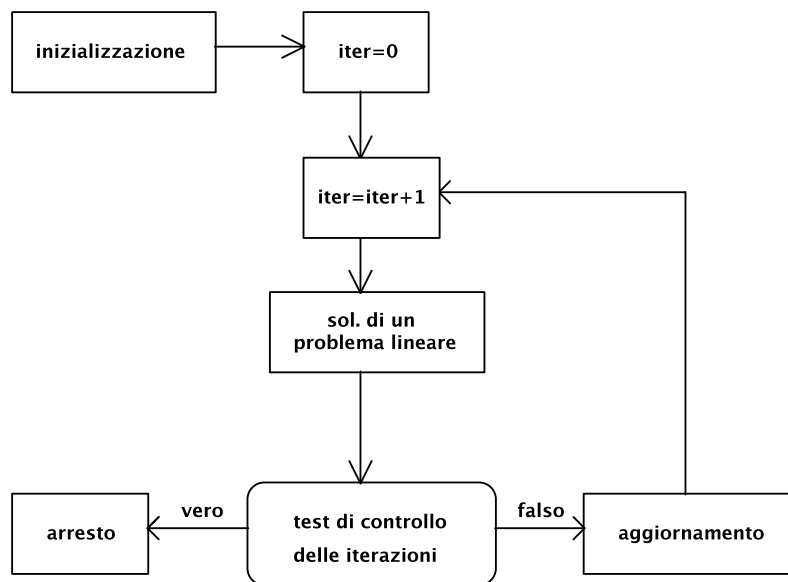 inizializzazione
iter=0
iter=iter+1
sol. di un
problema lineare
vero
test di controllo
delle iterazioni
falso
arresto
aggiornamento